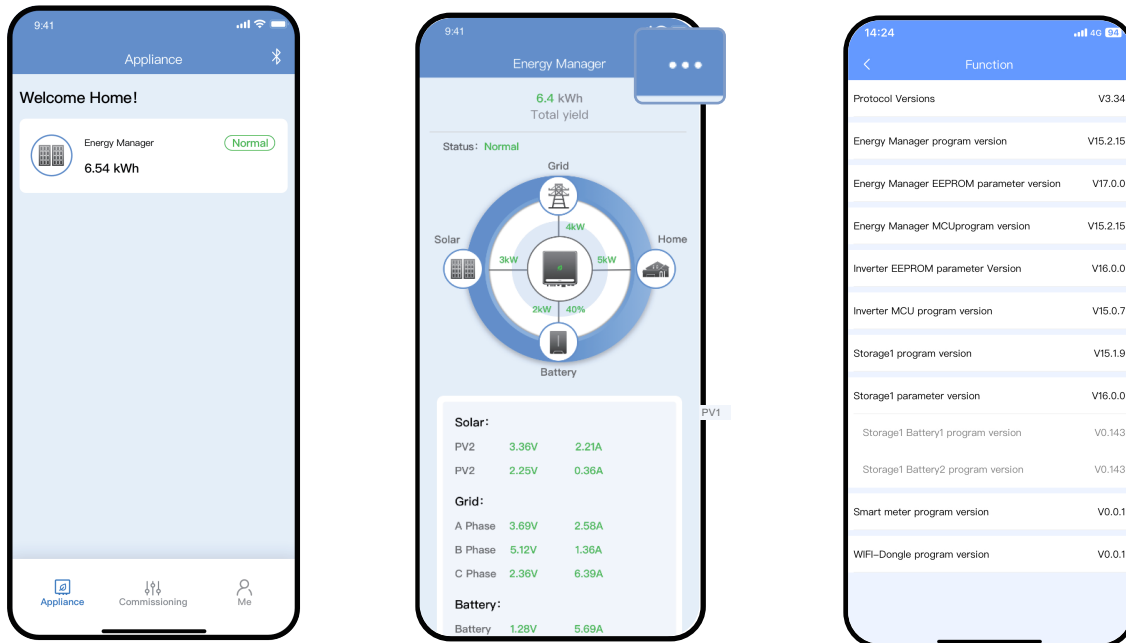 9:41
Appliance
Welcome Home!
Energy Manager
Normal
6.54 kWh
Appliance
Commissioning
Me
9:41
Energy Manager
6.4 kWh
Total yield
Status: Normal
Grid
4kW
Solar
Home
3kW
5kW
2kW
40%
Battery
PV1
Solar:
PV2 3.36V 2.21A
PV2 2.25V 0.36A
Grid:
A Phase 3.69V 2.58A
B Phase 5.12V 1.36A
C Phase 2.36V 6.39A
Battery:
Battery 1.28V 5.69A
14:24 4G 94
Function
Protocol Versions V3.34
Energy Manager program version V15.2.15
Energy Manager EEPROM parameter version V17.0.0
Energy Manager MCUprogram version V15.2.15
Inverter EEPROM parameter Version V16.0.0
Inverter MCU program version V15.0.7
Storage1 program version V15.1.9
Storage1 parameter version V16.0.0
Storage1 Battery1 program version V0.143
Storage1 Battery2 program version V0.143
Smart meter program version V0.0.1
WIFI-Dongle program version V0.0.1